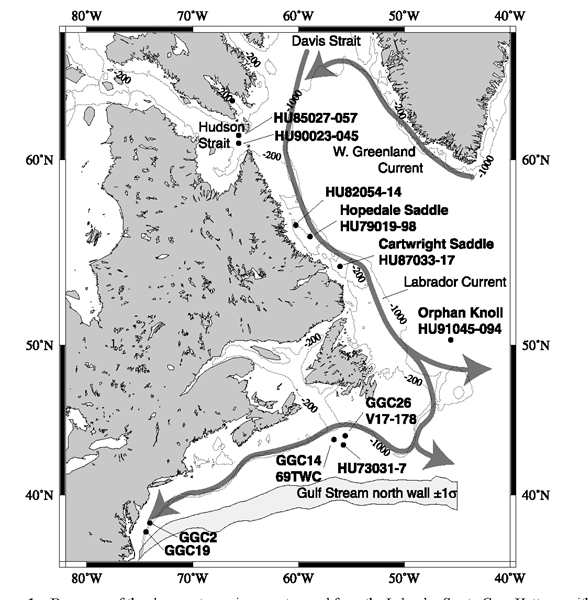 80°W 70°W 60°W 50°W 40°W
Davis Strait
-200
-200
-1000
-200
HU85027-057
Hudson
Strait
HU90023-045
-200
W. Greenland
Current
-1000
60°N 60°N
HU82054-14
Hopedale Saddle
HU79019-98
Cartwright Saddle
HU87033-17
-200
Labrador Current
-1000
Orphan Knoll
HU91045-094
50°N 50°N
-200
-200
-200
GGC26
V17-178
-1000
GGC14
69TWC
HU73031-7
Gulf Stream north wall ±1σ
40°N 40°N
GGC2
GGC19
80°W 70°W 60°W 50°W 40°W